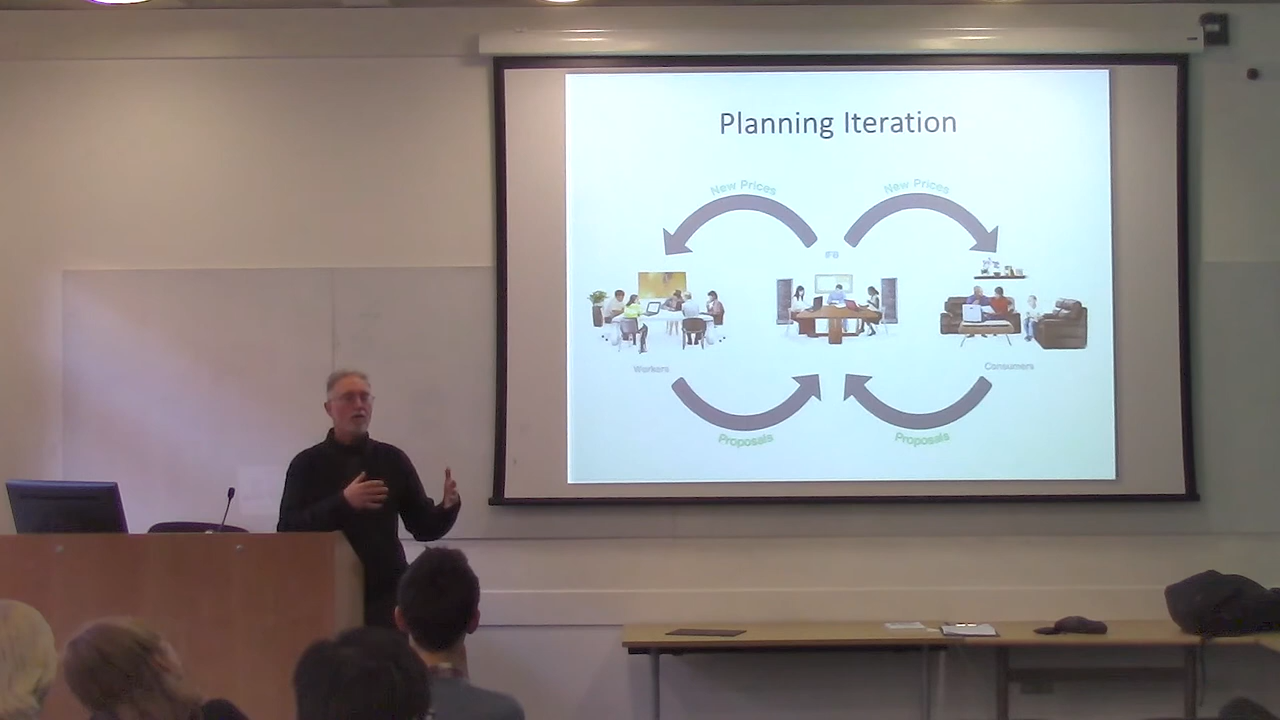 Planning Iteration
New Prices
New Prices
IFB
Workers
Consumers
Proposals
Proposals